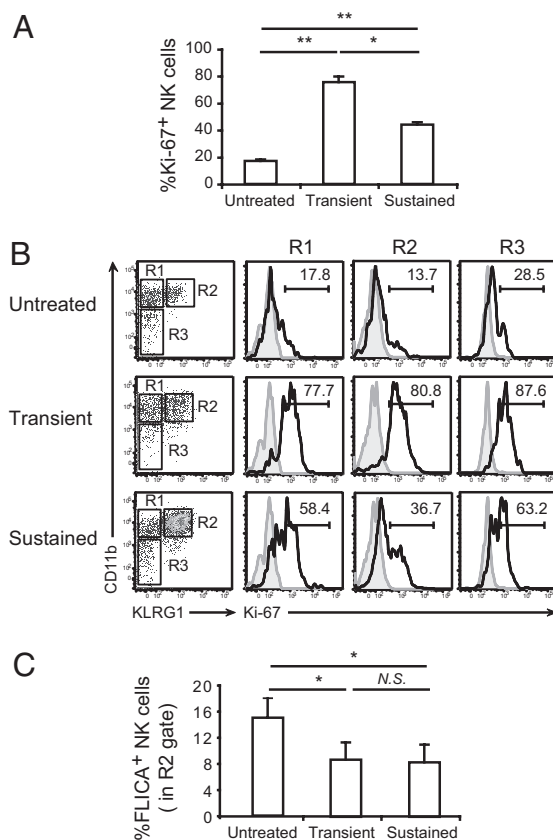 A
** 
** *
%Ki-67+ NK cells
100
80
60
40
20
0
Untreated Transient Sustained
B
R1 R2 R3
Untreated
R1
R2
R3
17.8 13.7 28.5
Transient
R1
R2
R3
77.7 80.8 87.6
Sustained
R1
R2
R3
58.4 36.7 63.2
CD11b
KLRG1 Ki-67
C
*
* N.S.
%FLICA+ NK cells
( in R2 gate)
20
16
12
8
4
0
Untreated Transient Sustained